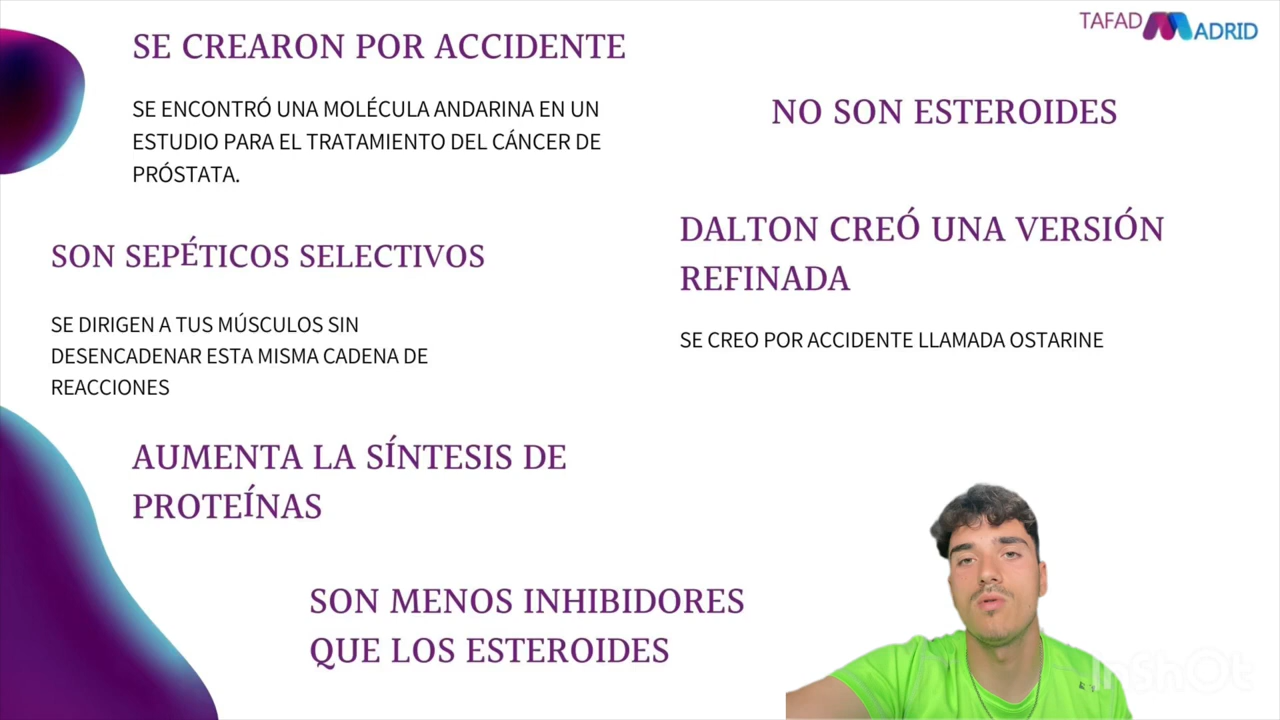 SE CREARON POR ACCIDENTE
SE ENCONTRÓ UNA MOLÉCULA ANDARINA EN UN
ESTUDIO PARA EL TRATAMIENTO DEL CÁNCER DE
PRÓSTATA.
TAFAD MADRID
NO SON ESTEROIDES
SON SEPÉTICOS SELECTIVOS
SE DIRIGEN A TUS MÚSCULOS SIN
DESENCADENAR ESTA MISMA CADENA DE
REACCIONES
DALTON CREÓ UNA VERSIÓN
REFINADA
SE CREO POR ACCIDENTE LLAMADA OSTARINE
AUMENTA LA SÍNTESIS DE
PROTEÍNAS
SON MENOS INHIBIDORES
QUE LOS ESTEROIDES
InShOt